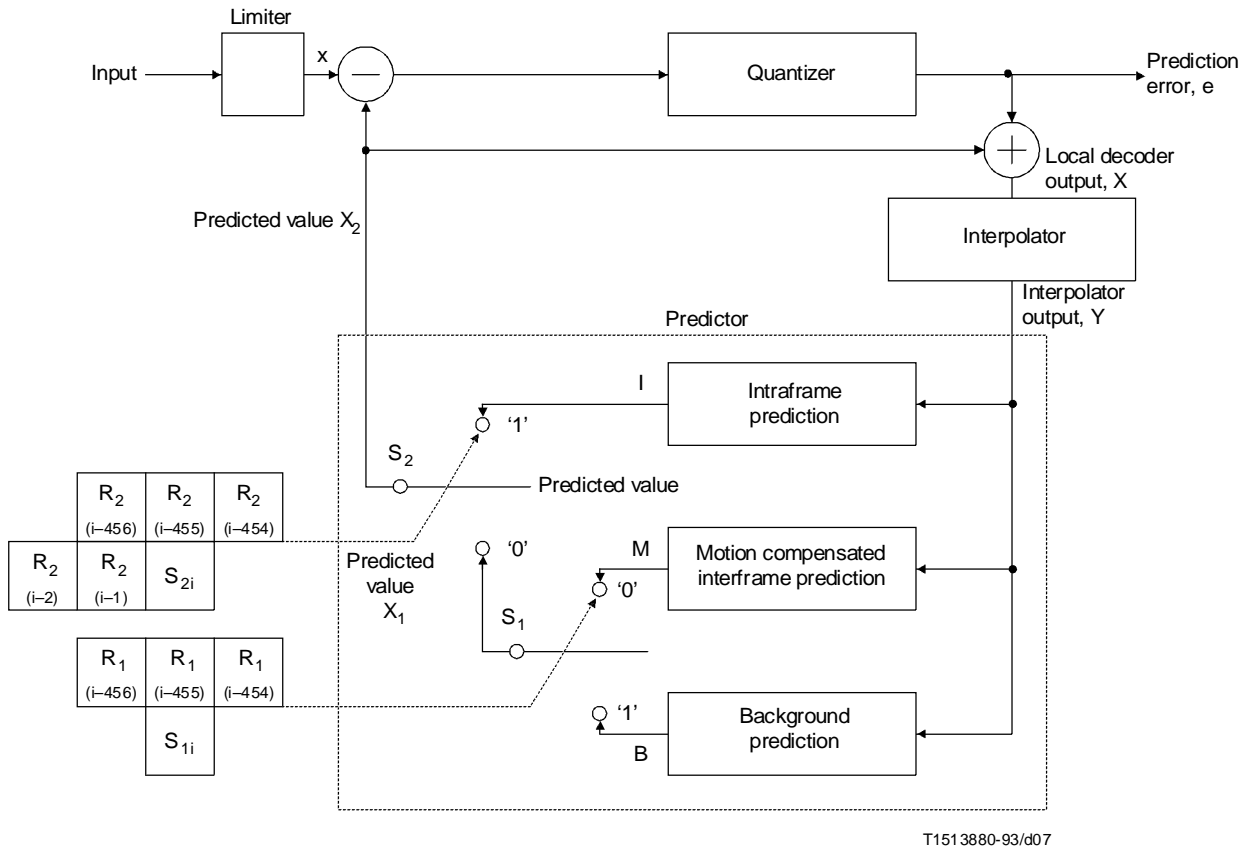 Limiter
Input
x
−
Quantizer
Prediction
error, e
+
Local decoder
output, X
Predicted value X2
Interpolator
Interpolator
output, Y
Predictor
I
Intraframe
prediction
‘1’
S2
Predicted value
R2 R2 R2
(i–456) (i–455) (i–454)
R2 R2 S2i
(i–2) (i–1)
Predicted
value
X1
‘0’
M
Motion compensated
interframe prediction
‘0’
S1
R1 R1 R1
(i–456) (i–455) (i–454)
S1i
‘1’
B
Background
prediction
T1513880-93/d07